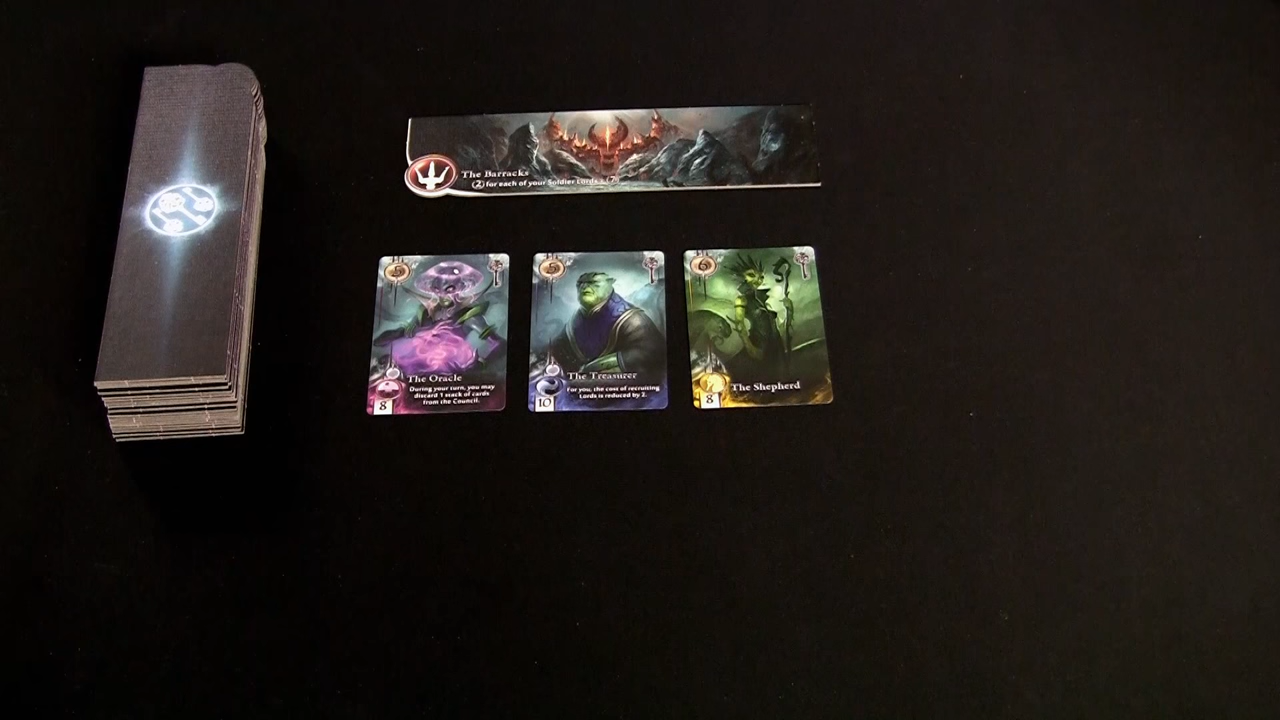 The Barracks
2 for each of your Soldier Lords
5
The Oracle
During your turn, you may
discard 1 stack of cards
from the Council.
8
5
The Treasurer
For you, the cost of recruiting
Lords is reduced by 2.
10
6
The Shepherd
8